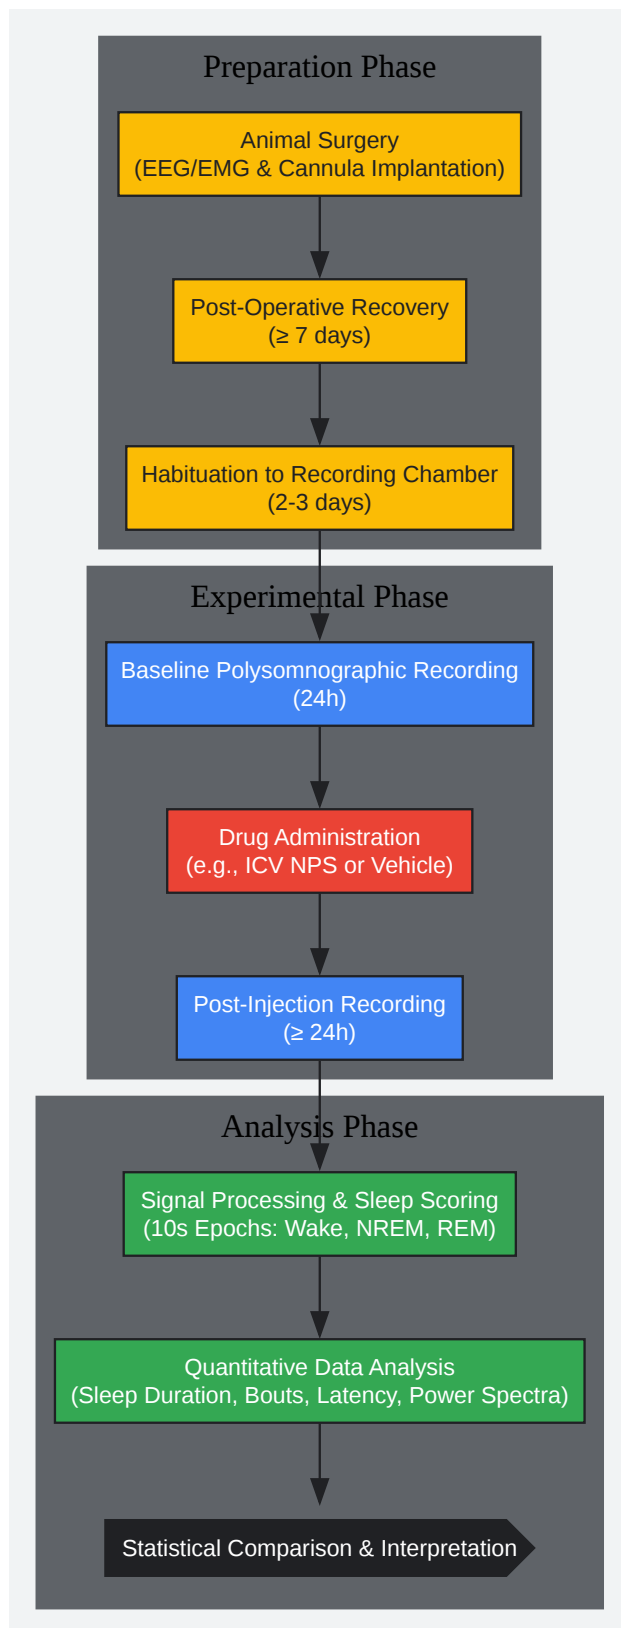 Preparation Phase
Animal Surgery
(EEG/EMG & Cannula Implantation)
Post-Operative Recovery
(≥ 7 days)
Habituation to Recording Chamber
(2-3 days)
Experimental Phase
Baseline Polysomnographic Recording
(24h)
Drug Administration
(e.g., ICV NPS or Vehicle)
Post-Injection Recording
(≥ 24h)
Analysis Phase
Signal Processing & Sleep Scoring
(10s Epochs: Wake, NREM, REM)
Quantitative Data Analysis
(Sleep Duration, Bouts, Latency, Power Spectra)
Statistical Comparison & Interpretation